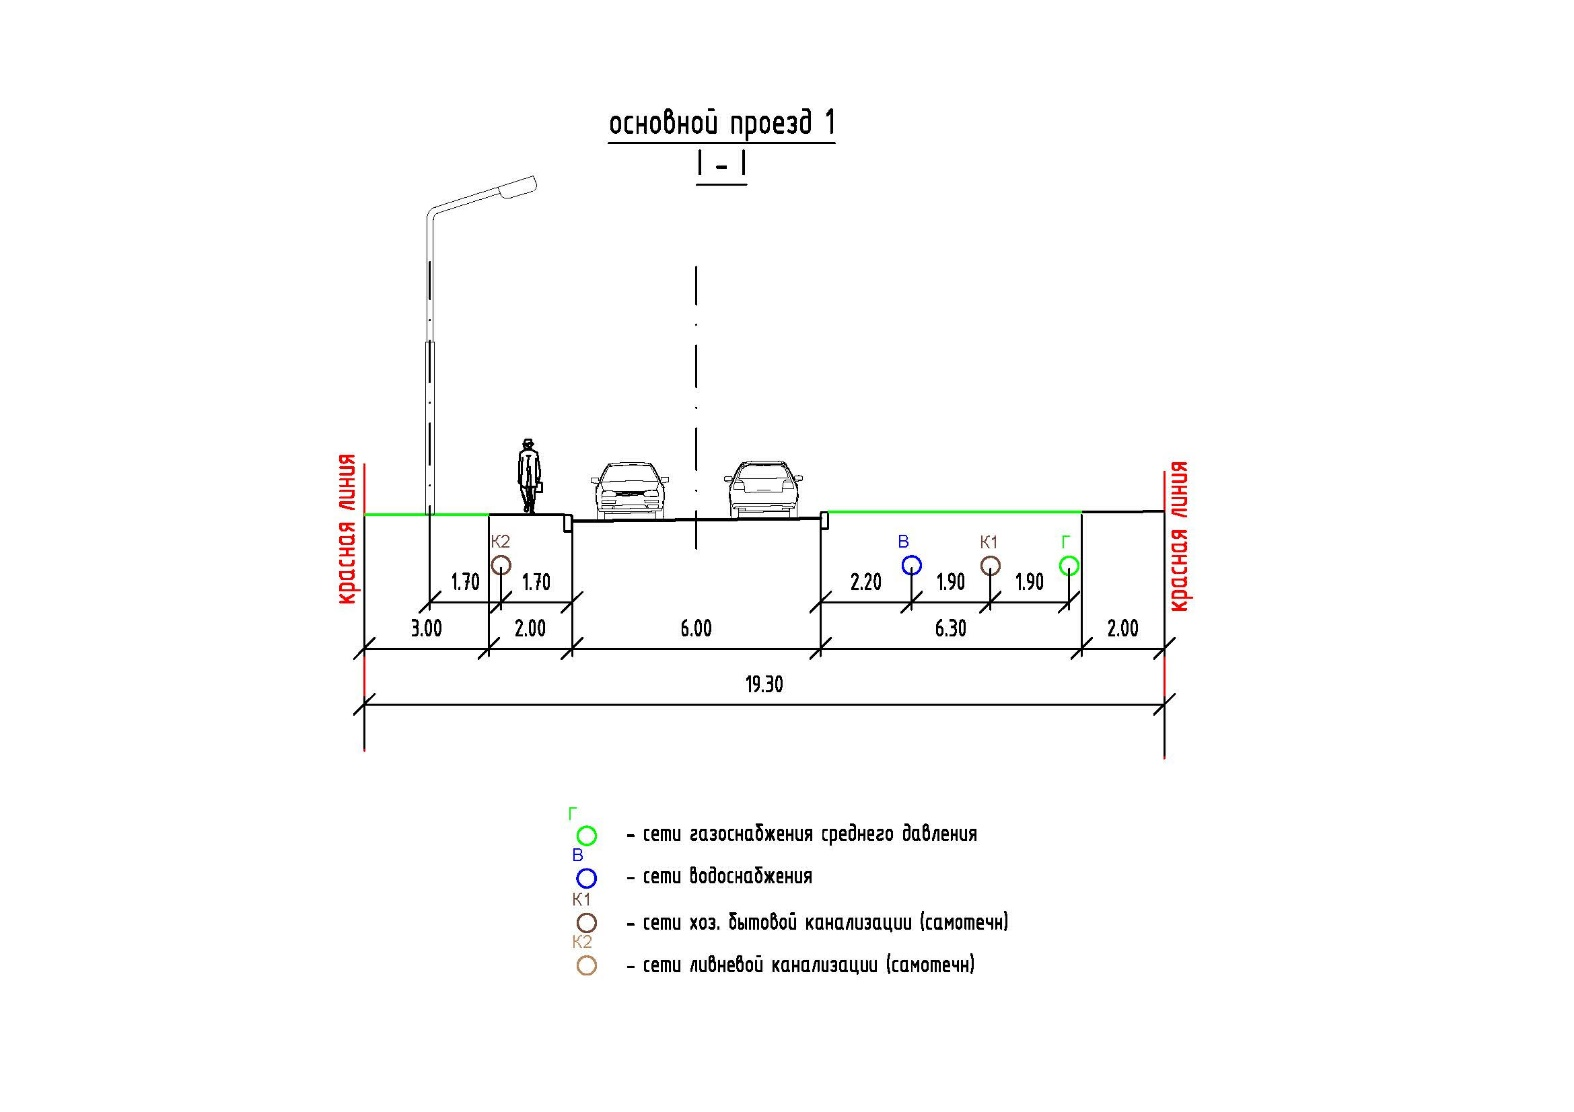 основной проезд 1
I - I
красная линия
красная линия
К2
В
К1
Г
1.70
1.70
2.20
1.90
1.90
3.00
2.00
6.00
6.30
2.00
19.30
Г
- сети газоснабжения среднего давления
В
- сети водоснабжения
К1
- сети хоз. бытовой канализации (самотечн)
К2
- сети ливневой канализации (самотечн)